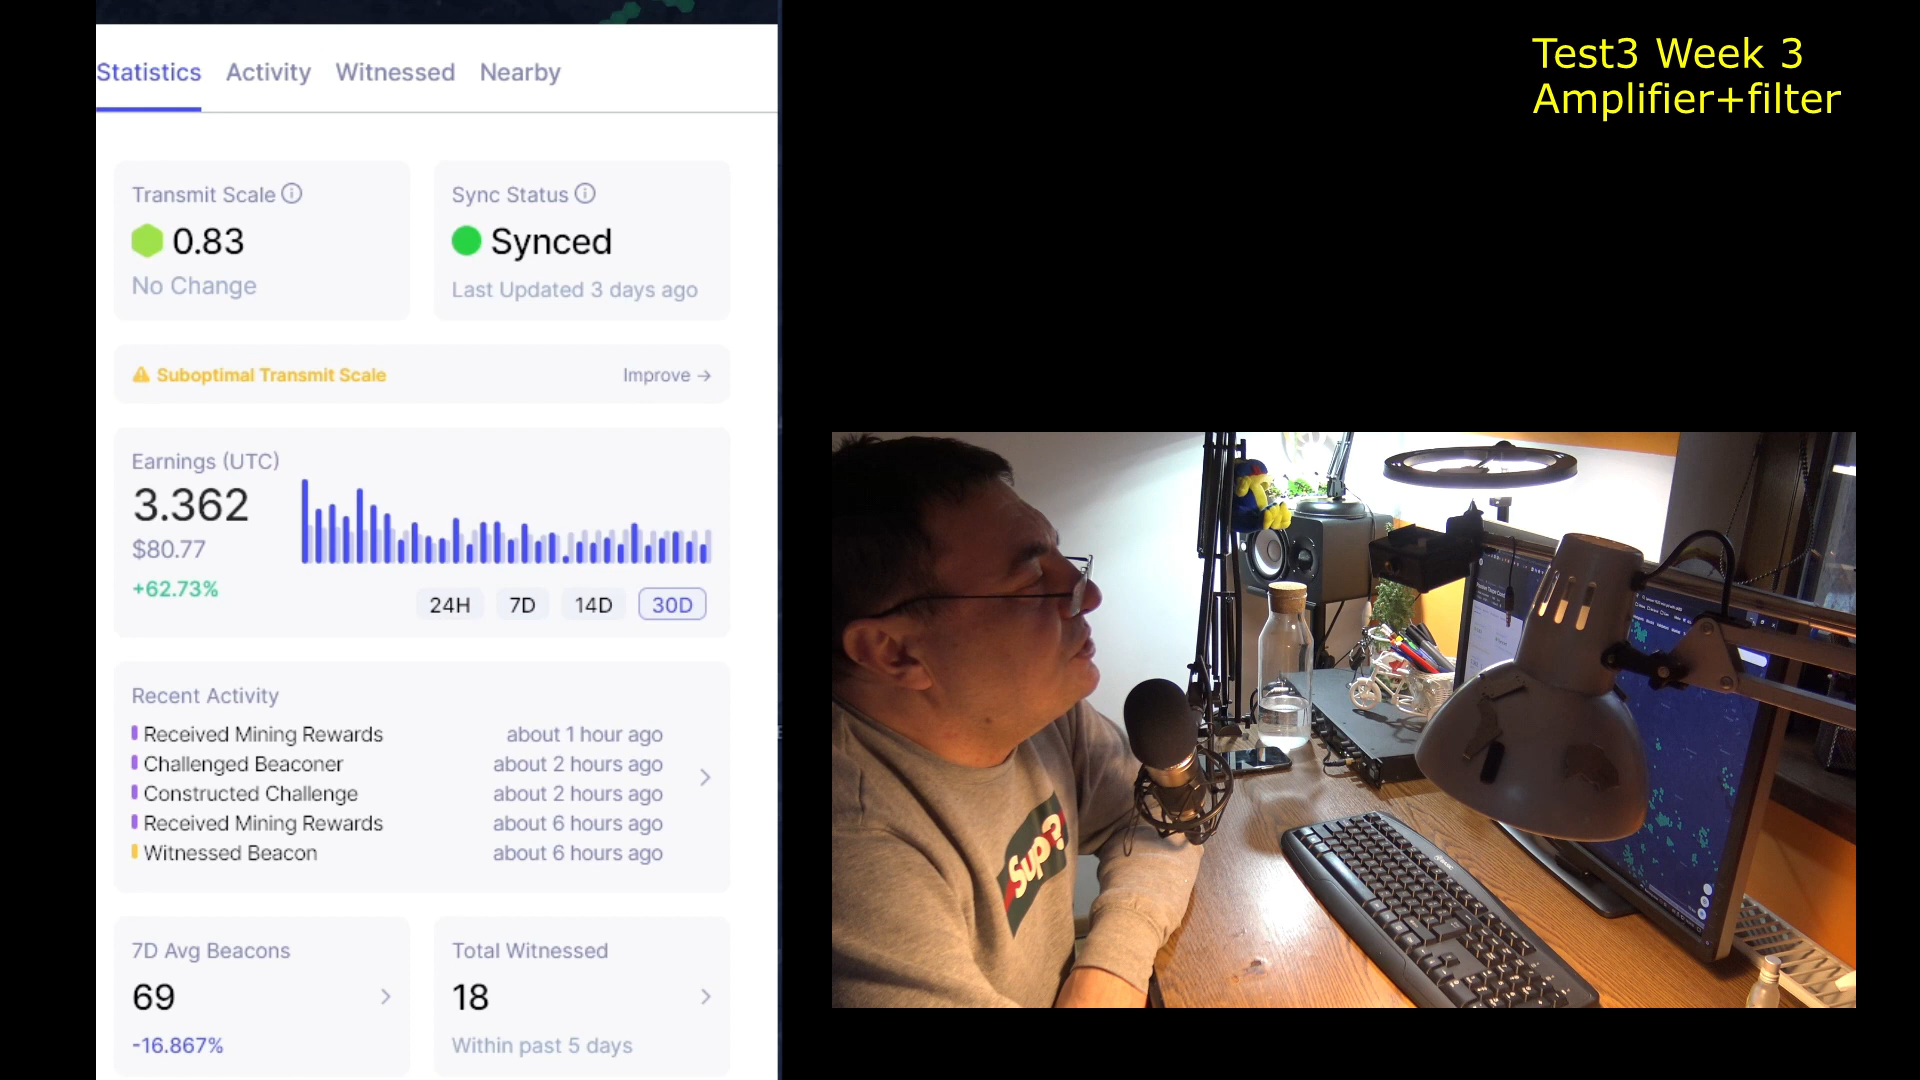 Test3 Week 3
Amplifier+filter
Statistics Activity Witnessed Nearby
Transmit Scale
0.83
No Change
Sync Status
Synced
Last Updated 3 days ago
Suboptimal Transmit Scale Improve →
Earnings (UTC)
3.362
$80.77
+62.73%
24H 7D 14D 30D
Recent Activity
Received Mining Rewards about 1 hour ago
Challenged Beaconer about 2 hours ago
Constructed Challenge about 2 hours ago
Received Mining Rewards about 6 hours ago
Witnessed Beacon about 6 hours ago
7D Avg Beacons
69
-16.867%
Total Witnessed
18
Within past 5 days
Sup?